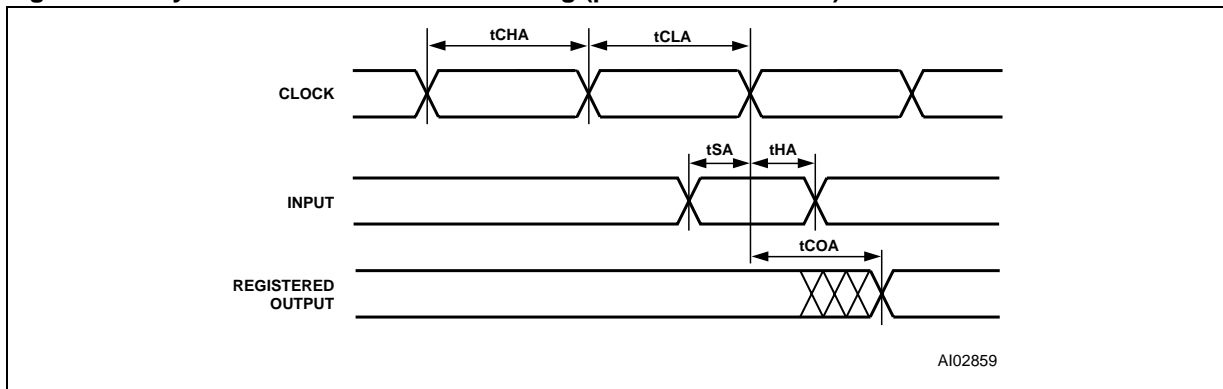 tCHA
tCLA
CLOCK
tSA
tHA
INPUT
tCOA
REGISTERED
OUTPUT
AI02859